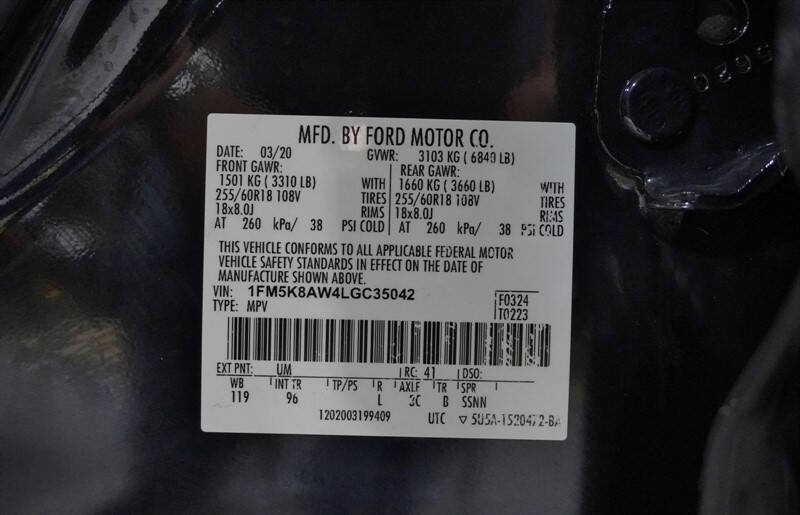 MFD. BY FORD MOTOR CO.
DATE: 03/20 GVWR: 3103 KG ( 6840 LB)
FRONT GAWR: REAR GAWR:
1501 KG ( 3310 LB) WITH 1660 KG ( 3660 LB) WITH
255/60R18 108V TIRES 255/60R18 108V TIRES
18x8.0J RIMS 18x8.0J RIMS
AT 260 kPa/ 38 PSI COLD AT 260 kPa/ 38 PSI COLD
THIS VEHICLE CONFORMS TO ALL APPLICABLE FEDERAL MOTOR
VEHICLE SAFETY STANDARDS IN EFFECT ON THE DATE OF
MANUFACTURE SHOWN ABOVE.
VIN: 1FM5K8AW4LGC35042 F0324
TYPE: MPV T0223
EXT PNT: UM RC: 41 DSO:
WB INT TR TP/PS R AXLE TR SPR
119 96 L 3C B SSNN
1202003199409 UTC ▽ 5U5A-1520472-BA